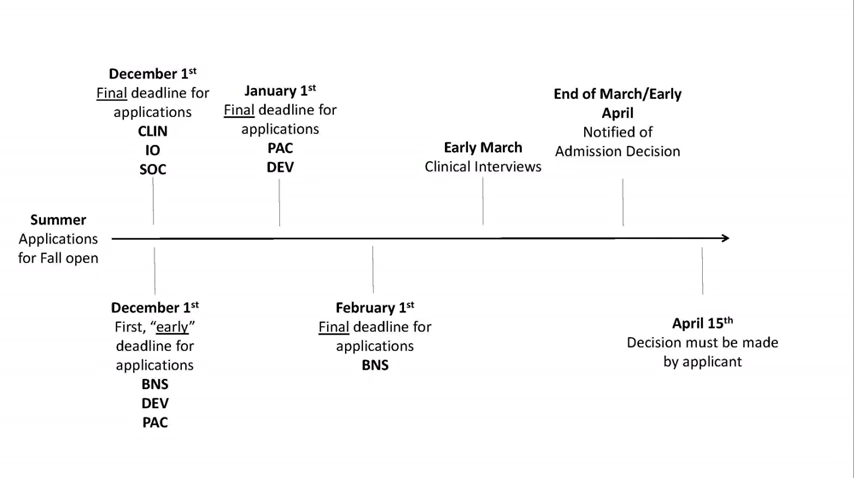 December 1st
Final deadline for
applications
CLIN
IO
SOC
January 1st
Final deadline for
applications
PAC
DEV
Early March
Clinical Interviews
End of March/Early
April
Notified of
Admission Decision
Summer
Applications
for Fall open
December 1st
First, “early”
deadline for
applications
BNS
DEV
PAC
February 1st
Final deadline for
applications
BNS
April 15th
Decision must be made
by applicant